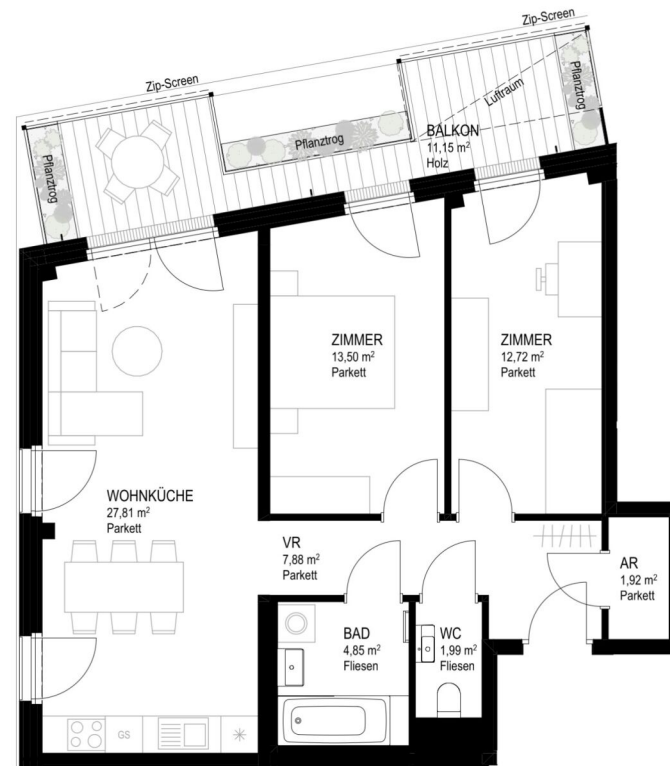 Zip-Screen
Zip-Screen
Pflanztrog
Luftraum
Pflanztrog
Pflanztrog
BALKON
11,15 m²
Holz
ZIMMER
13,50 m²
Parkett
ZIMMER
12,72 m²
Parkett
WOHNKÜCHE
27,81 m²
Parkett
VR
7,88 m²
Parkett
AR
1,92 m²
Parkett
BAD
4,85 m²
Fliesen
WC
1,99 m²
Fliesen
GS